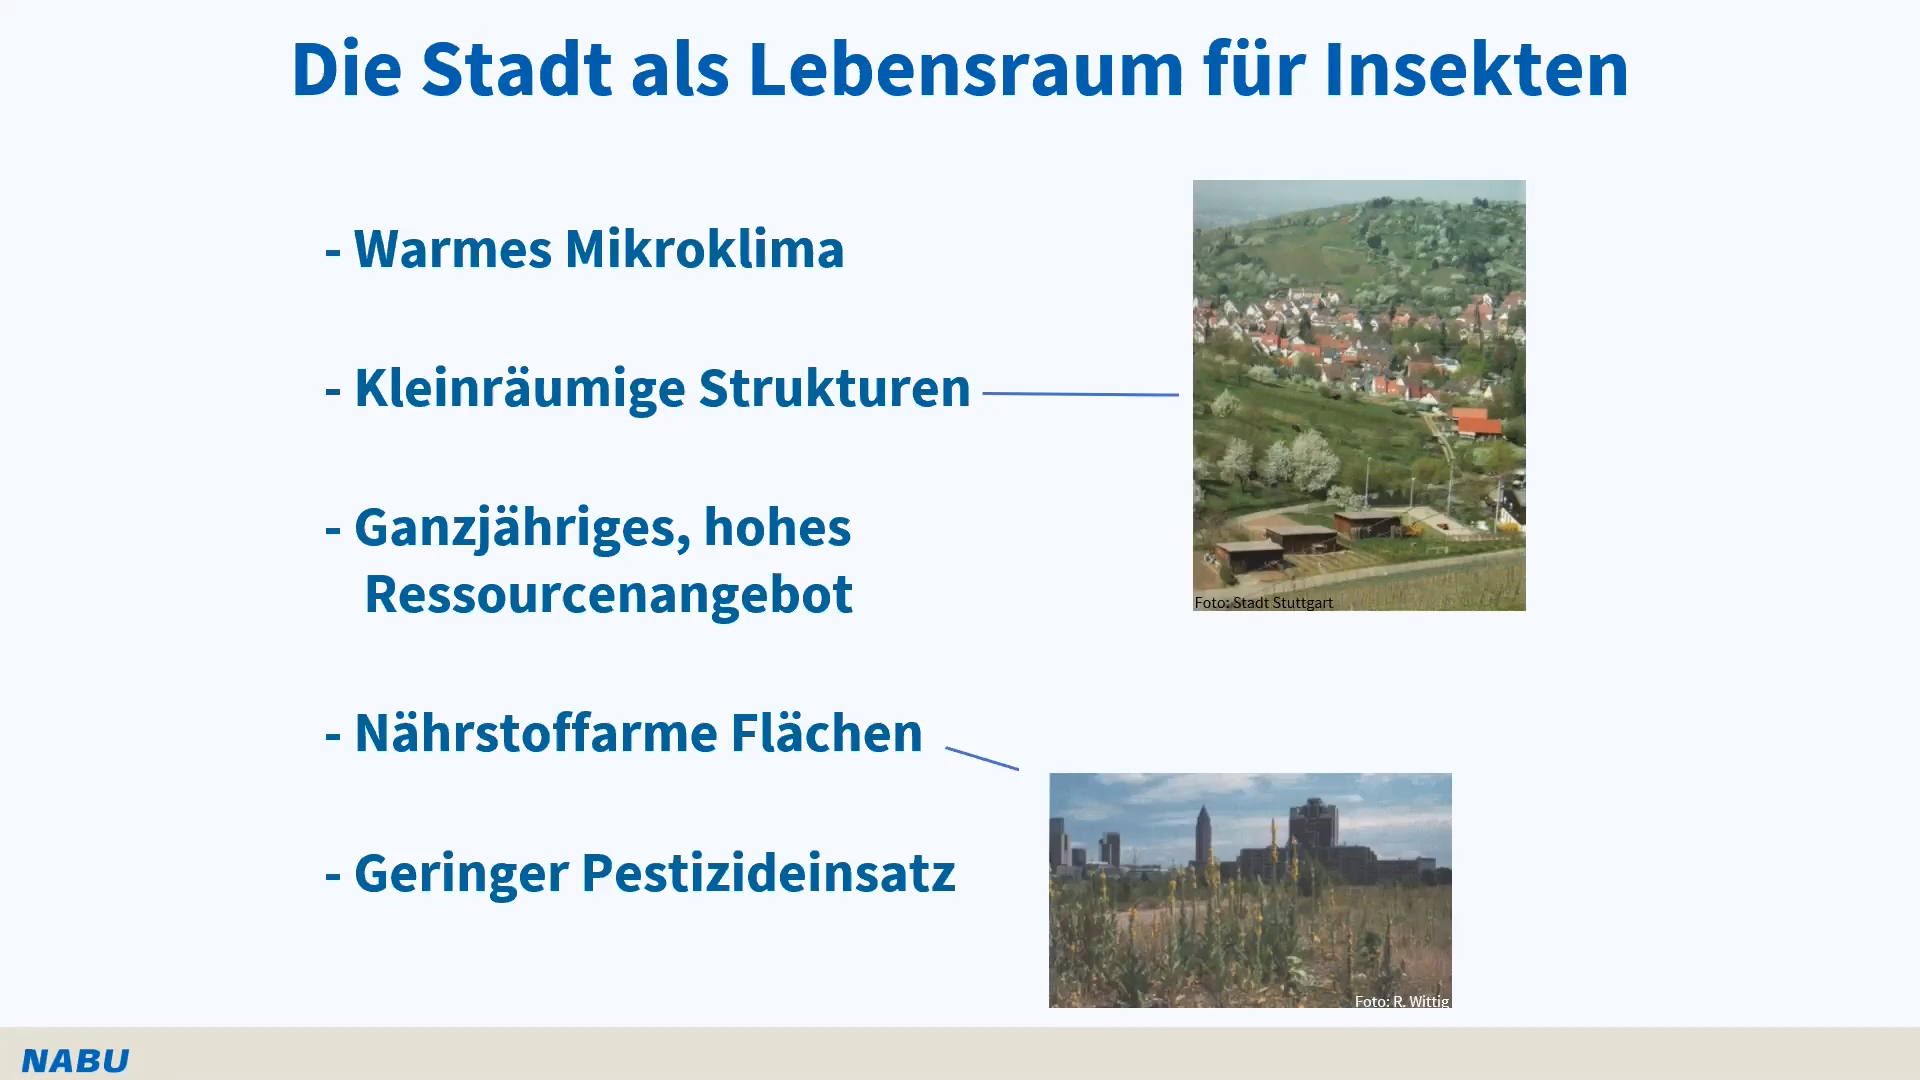 Die Stadt als Lebensraum für Insekten
- Warmes Mikroklima
- Kleinräumige Strukturen
- Ganzjähriges, hohes
Ressourcenangebot
- Nährstoffarme Flächen
- Geringer Pestizideinsatz
Foto: Stadt Stuttgart
Foto: R. Wittig
NABU